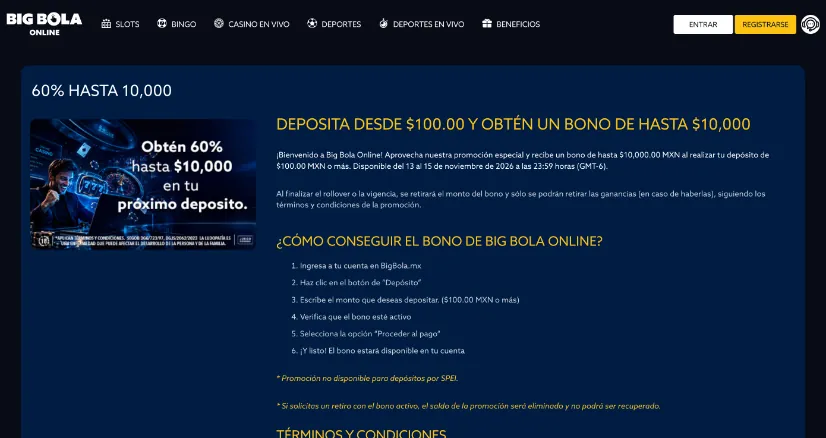 BIG BOLA
ONLINE
SLOTS
BINGO
CASINO EN VIVO
DEPORTES
DEPORTES EN VIVO
BENEFICIOS
ENTRAR
REGISTRARSE
60% HASTA 10,000
Obtén 60%
hasta $10,000
en tu
próximo deposito.
DEPOSITA DESDE $100.00 Y OBTÉN UN BONO DE HASTA $10,000
¡Bienvenido a Big Bola Online! Aprovecha nuestra promoción especial y recibe un bono de hasta $10,000.00 MXN al realizar tu depósito de
$100.00 MXN o más. Disponible del 13 al 15 de noviembre de 2026 a las 23:59 horas (GMT-6).
Al finalizar el rollover o la vigencia, se retirará el monto del bono y sólo se podrán retirar las ganancias (en caso de haberlas), siguiendo los
términos y condiciones de la promoción.
¿CÓMO CONSEGUIR EL BONO DE BIG BOLA ONLINE?
1. Ingresa a tu cuenta en BigBola.mx
2. Haz clic en el botón de “Depósito”
3. Escribe el monto que deseas depositar. ($100.00 MXN o más)
4. Verifica que el bono esté activo
5. Selecciona la opción “Proceder al pago”
6. ¡Y listo! El bono estará disponible en tu cuenta
* Promoción no disponible para depósitos por SPEI.
* Si solicitas un retiro con el bono activo, el saldo de la promoción será eliminado y no podrá ser recuperado.
TÉRMINOS Y CONDICIONES